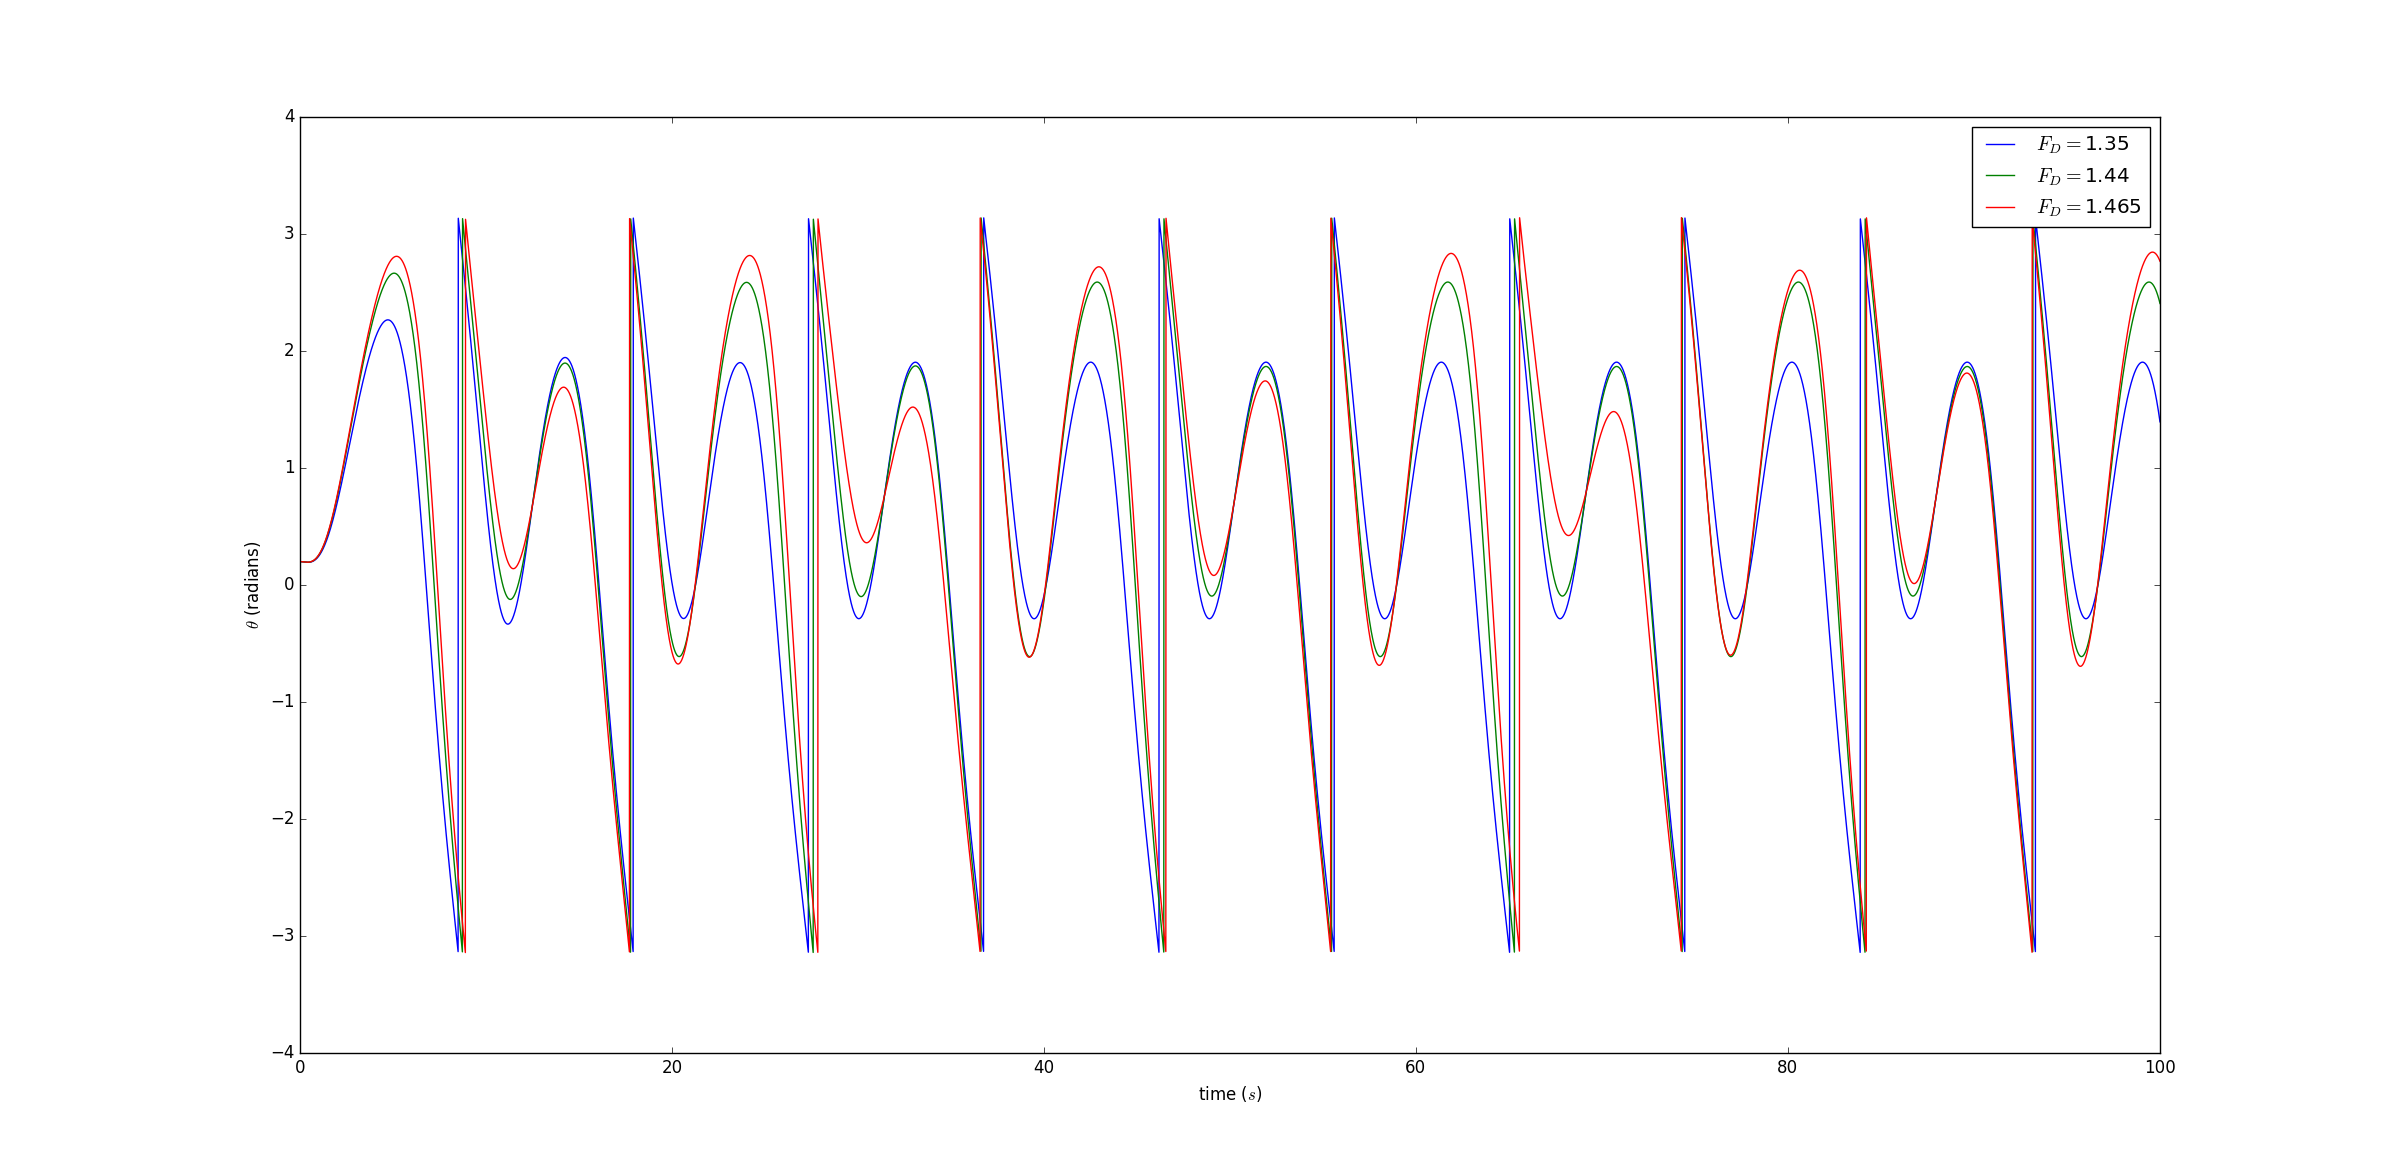 4
3
2
1
0
−1
−2
−3
−4
θ (radians)
0 20 40 60 80 100
time (s)
F_D = 1.35
F_D = 1.44
F_D = 1.465